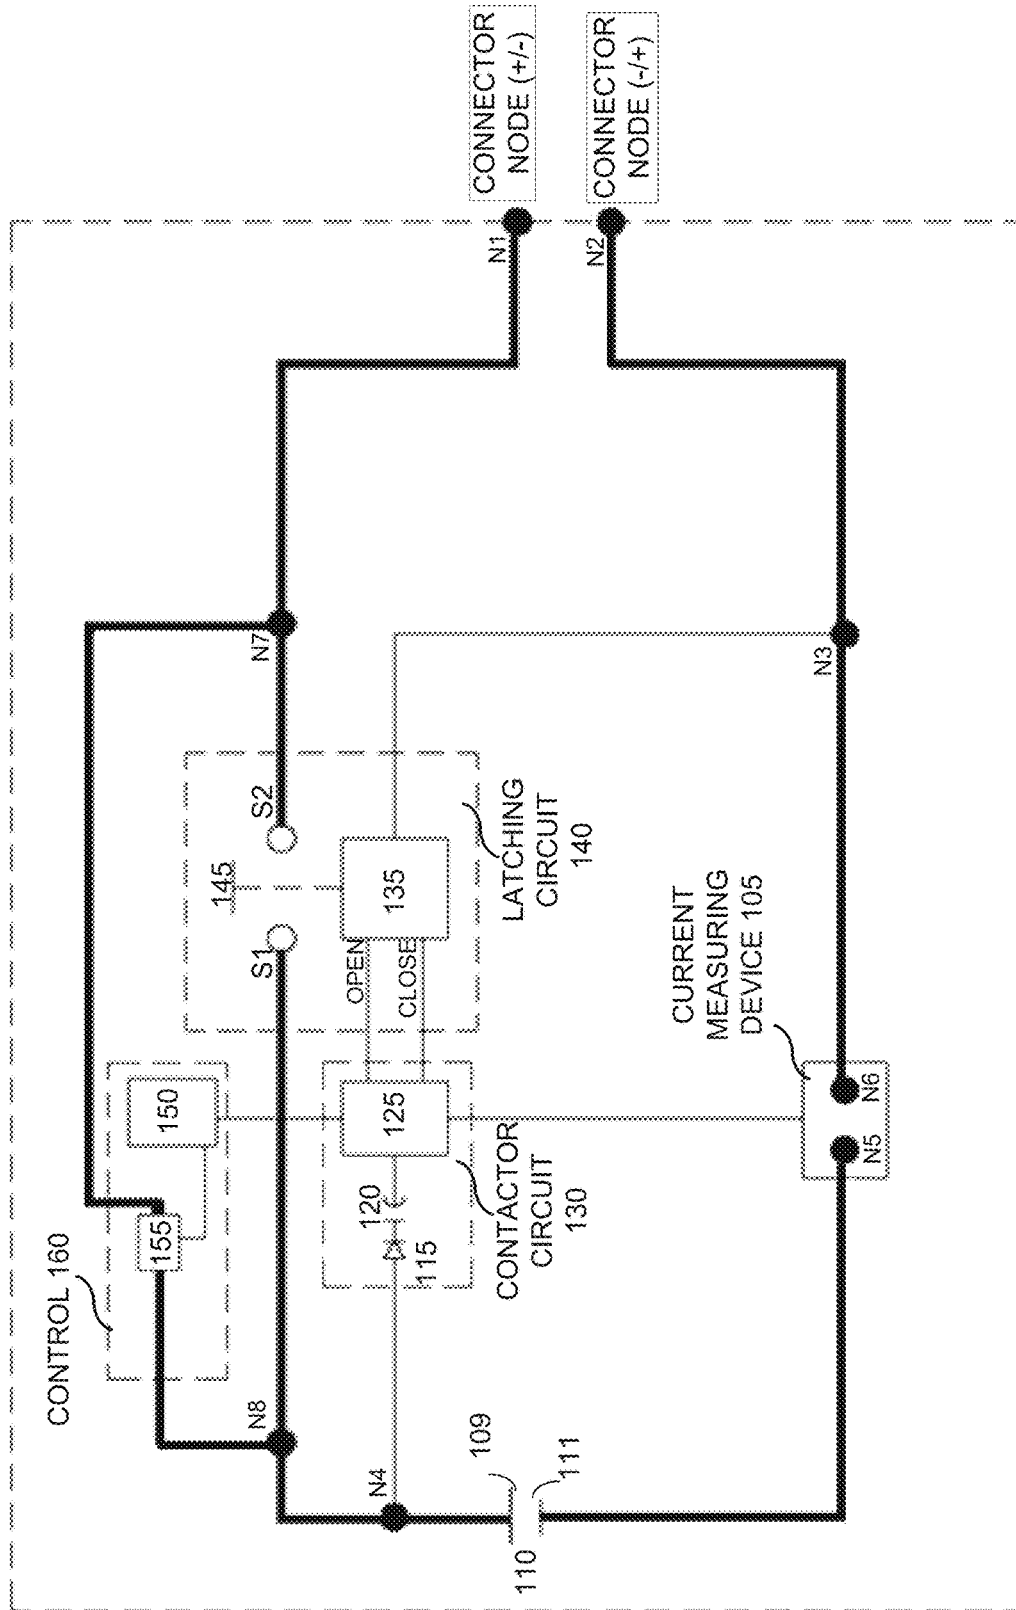 CONNECTOR
NODE (+/-)
CONNECTOR
NODE (-/+)
N1
N2
N7
N3
S2
145
135
LATCHING
CIRCUIT
140
S1
OPEN
CLOSE
CURRENT
MEASURING
DEVICE 105
150
125
N6
N5
155
120
115
CONTACTOR
CIRCUIT
130
CONTROL 160
N8
N4
109
111
110